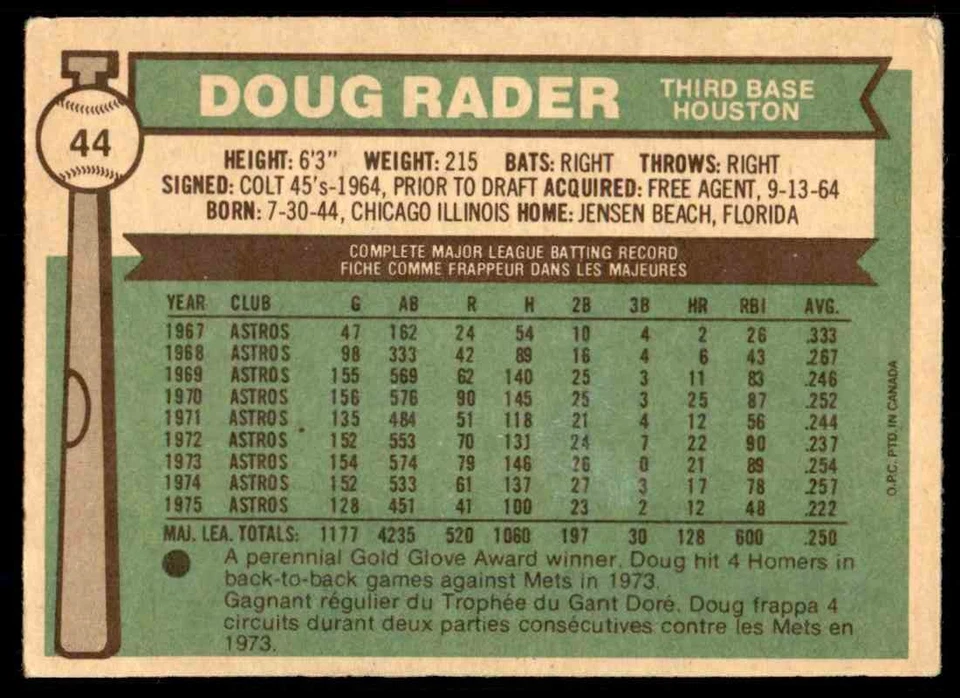 DOUG RADER THIRD BASE
HOUSTON
44
HEIGHT: 6'3" WEIGHT: 215 BATS: RIGHT THROWS: RIGHT
SIGNED: COLT 45's-1964, PRIOR TO DRAFT ACQUIRED: FREE AGENT, 9-13-64
BORN: 7-30-44, CHICAGO ILLINOIS HOME: JENSEN BEACH, FLORIDA
COMPLETE MAJOR LEAGUE BATTING RECORD
FICHE COMME FRAPPEUR DANS LES MAJEURES
YEAR CLUB G AB R H 2B 3B HR RBI AVG.
1967 ASTROS 47 162 24 54 10 4 2 26 .333
1968 ASTROS 98 333 42 89 16 4 6 43 .267
1969 ASTROS 155 569 62 140 25 3 11 83 .246
1970 ASTROS 156 576 90 145 25 3 25 87 .252
1971 ASTROS 135 484 51 118 21 4 12 56 .244
1972 ASTROS 152 553 70 131 24 7 22 90 .237
1973 ASTROS 154 574 79 146 26 0 21 89 .254
1974 ASTROS 152 533 61 137 27 3 17 78 .257
1975 ASTROS 128 451 41 100 23 2 12 48 .222
MAJ. LEA. TOTALS: 1177 4235 520 1060 197 30 128 600 .250
A perennial Gold Glove Award winner, Doug hit 4 Homers in
back-to-back games against Mets in 1973.
Gagnant régulier du Trophée du Gant Doré, Doug frappa 4
circuits durant deux parties consécutives contre les Mets en
1973.
O.P.C. PTD. IN CANADA